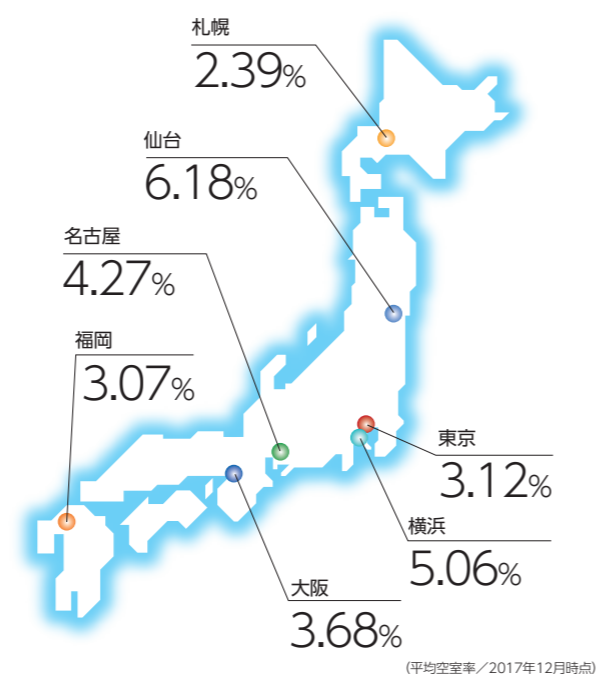 札幌
2.39%
仙台
6.18%
名古屋
4.27%
福岡
3.07%
東京
3.12%
横浜
5.06%
大阪
3.68%
(平均空室率／2017年12月時点)